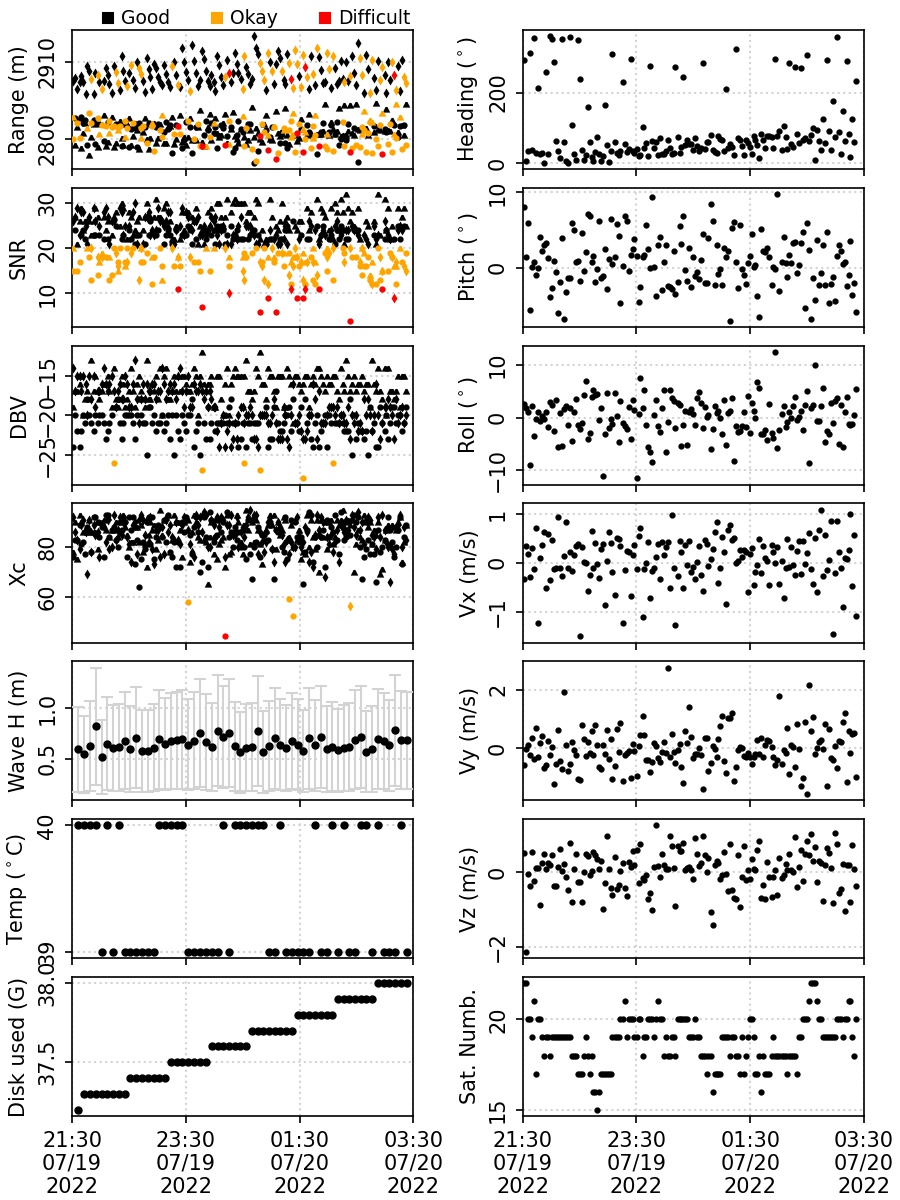 Good Okay Difficult
Range (m)
2910
2800
Heading (°)
200
0
SNR
30
20
10
Pitch (°)
10
0
DBV
−15
−20
−25
Roll (°)
10
0
−10
Xc
80
60
Vx (m/s)
1
0
−1
Wave H (m)
1.0
0.5
Vy (m/s)
2
0
Temp (°C)
40
39
Vz (m/s)
0
−2
Disk used (G)
38.0
37.5
Sat. Numb.
20
15
21:30 23:30 01:30 03:30
07/19 07/19 07/20 07/20
2022 2022 2022 2022
21:30 23:30 01:30 03:30
07/19 07/19 07/20 07/20
2022 2022 2022 2022